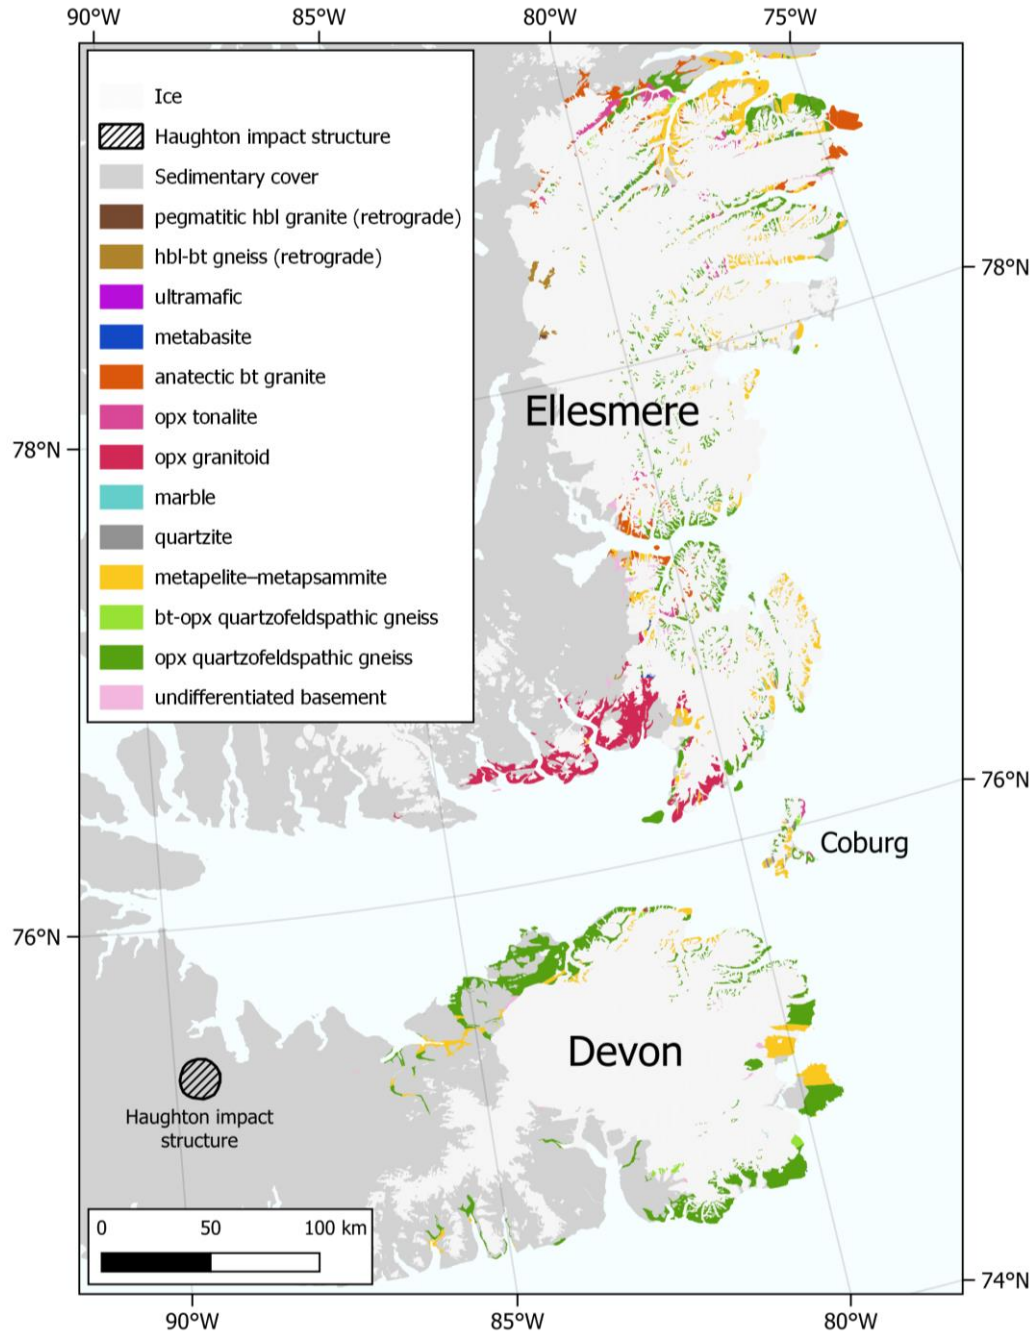 90°W 85°W 80°W 75°W
Ice
Haughton impact structure
Sedimentary cover
pegmatitic hbl granite (retrograde)
hbl-bt gneiss (retrograde)
ultramafic
metabasite
anatectic bt granite
opx tonalite
opx granitoid
marble
quartzite
metapelite–metapsammite
bt-opx quartzofeldspathic gneiss
opx quartzofeldspathic gneiss
undifferentiated basement
78°N
Ellesmere
78°N
76°N
Coburg
76°N
Devon
Haughton impact
structure
0 50 100 km
74°N
90°W 85°W 80°W